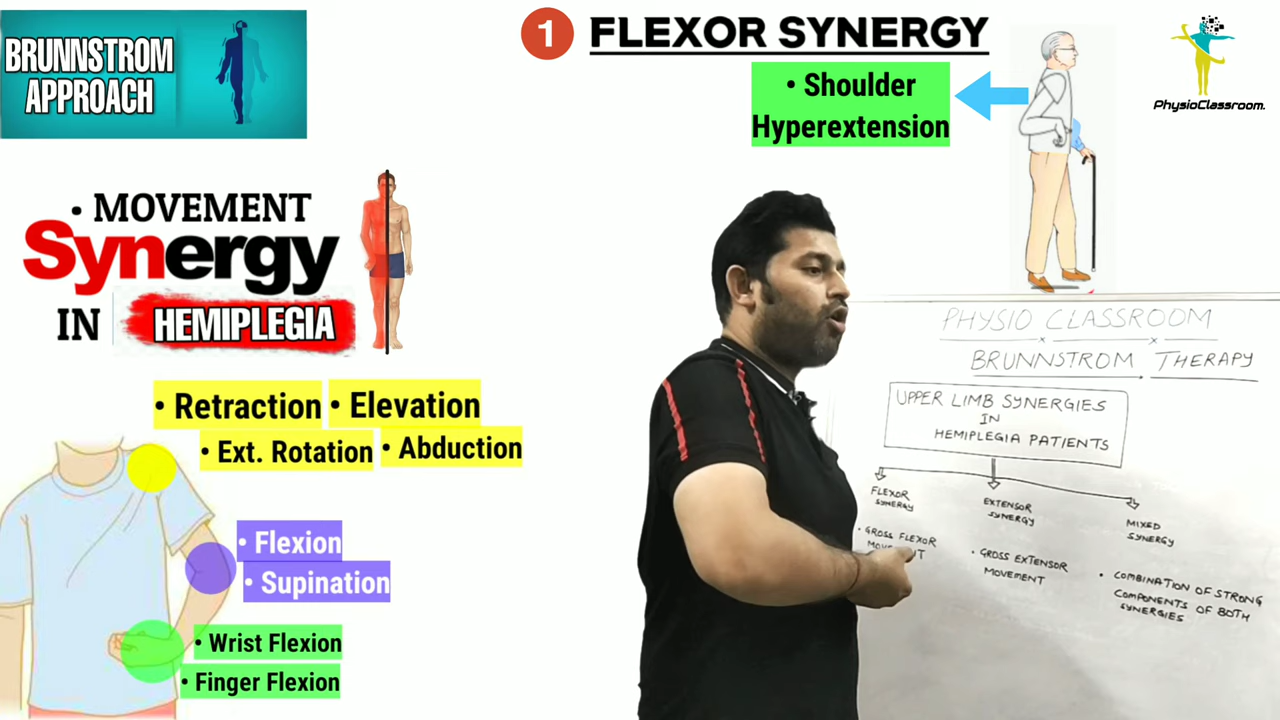 BRUNNSTROM
APPROACH
1 FLEXOR SYNERGY
• Shoulder
Hyperextension
PhysioClassroom.
• MOVEMENT
Synergy
IN HEMIPLEGIA
• Retraction • Elevation
• Ext. Rotation • Abduction
• Flexion
• Supination
• Wrist Flexion
• Finger Flexion
PHYSIO CLASSROOM
BRUNNSTROM THERAPY
UPPER LIMB SYNERGIES
IN
HEMIPLEGIA PATIENTS
FLEXOR
SYNERGY
• GROSS FLEXOR
EXTENSOR
SYNERGY
• GROSS EXTENSOR
MOVEMENT
MIXED
SYNERGY
• COMBINATION OF STRONG
COMPONENTS OF BOTH
SYNERGIES